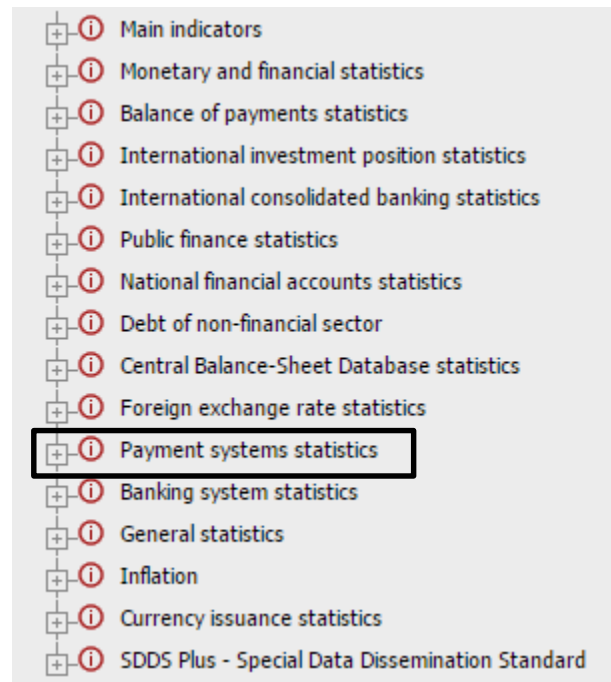 Main indicators
Monetary and financial statistics
Balance of payments statistics
International investment position statistics
International consolidated banking statistics
Public finance statistics
National financial accounts statistics
Debt of non-financial sector
Central Balance-Sheet Database statistics
Foreign exchange rate statistics
Payment systems statistics
Banking system statistics
General statistics
Inflation
Currency issuance statistics
SDDS Plus - Special Data Dissemination Standard